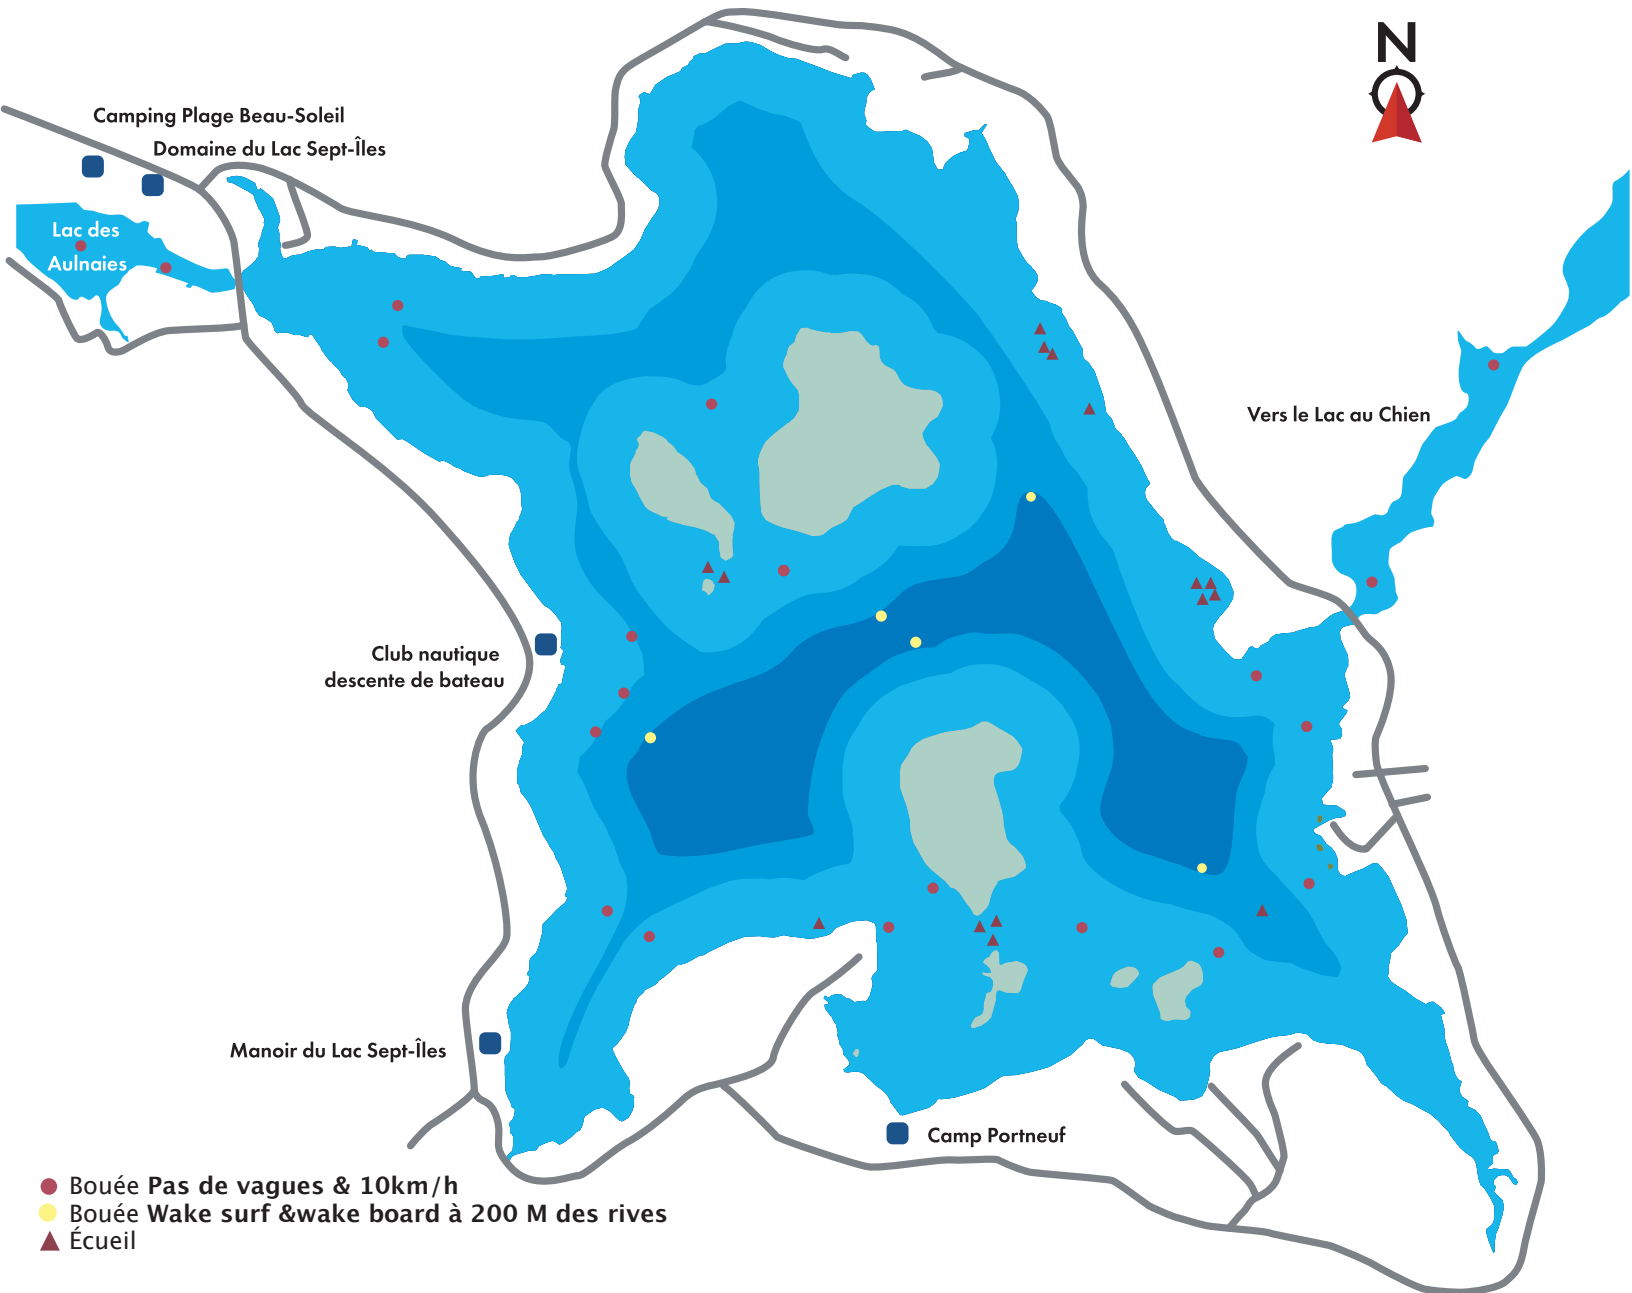 N
Camping Plage Beau-Soleil
Domaine du Lac Sept-Îles
Lac des
Aulnaies
Vers le Lac au Chien
Club nautique
descente de bateau
Manoir du Lac Sept-Îles
Camp Portneuf
Bouée Pas de vagues & 10km/h
Bouée Wake surf &wake board à 200 M des rives
Écueil